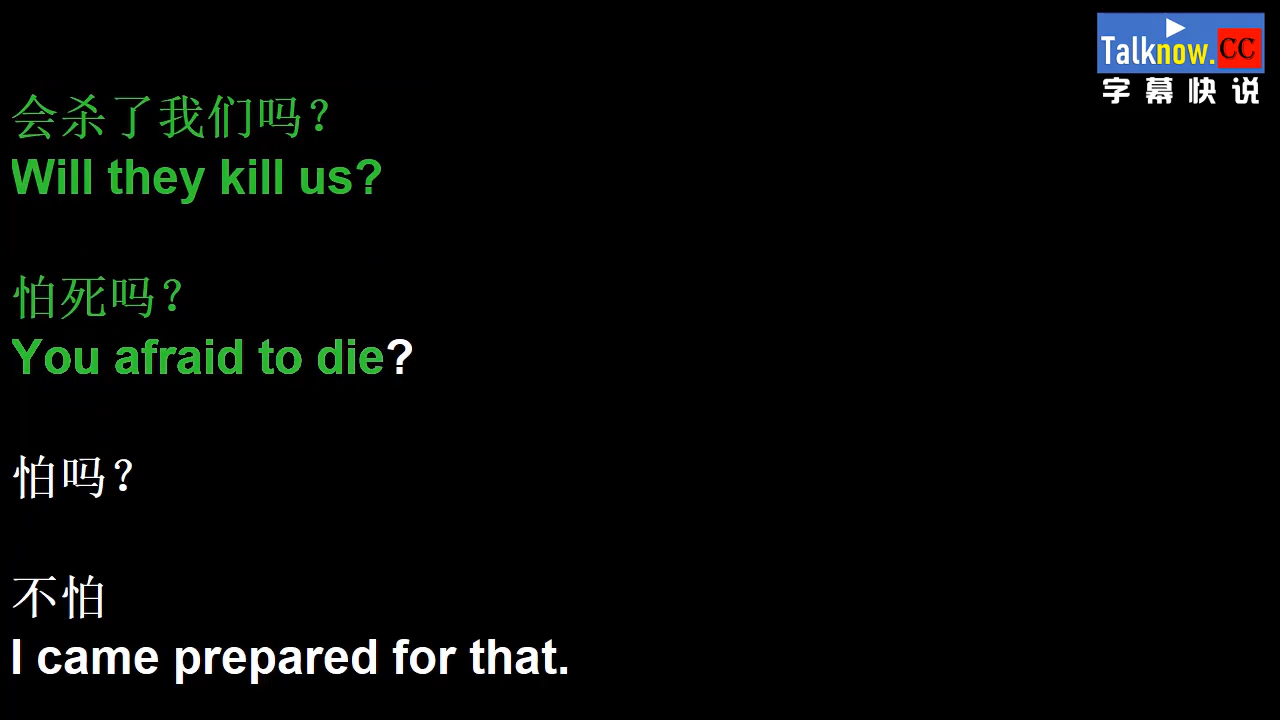 Talknow.CC
字幕快说
会杀了我们吗？
Will they kill us?
怕死吗？
You afraid to die?
怕吗？
不怕
I came prepared for that.